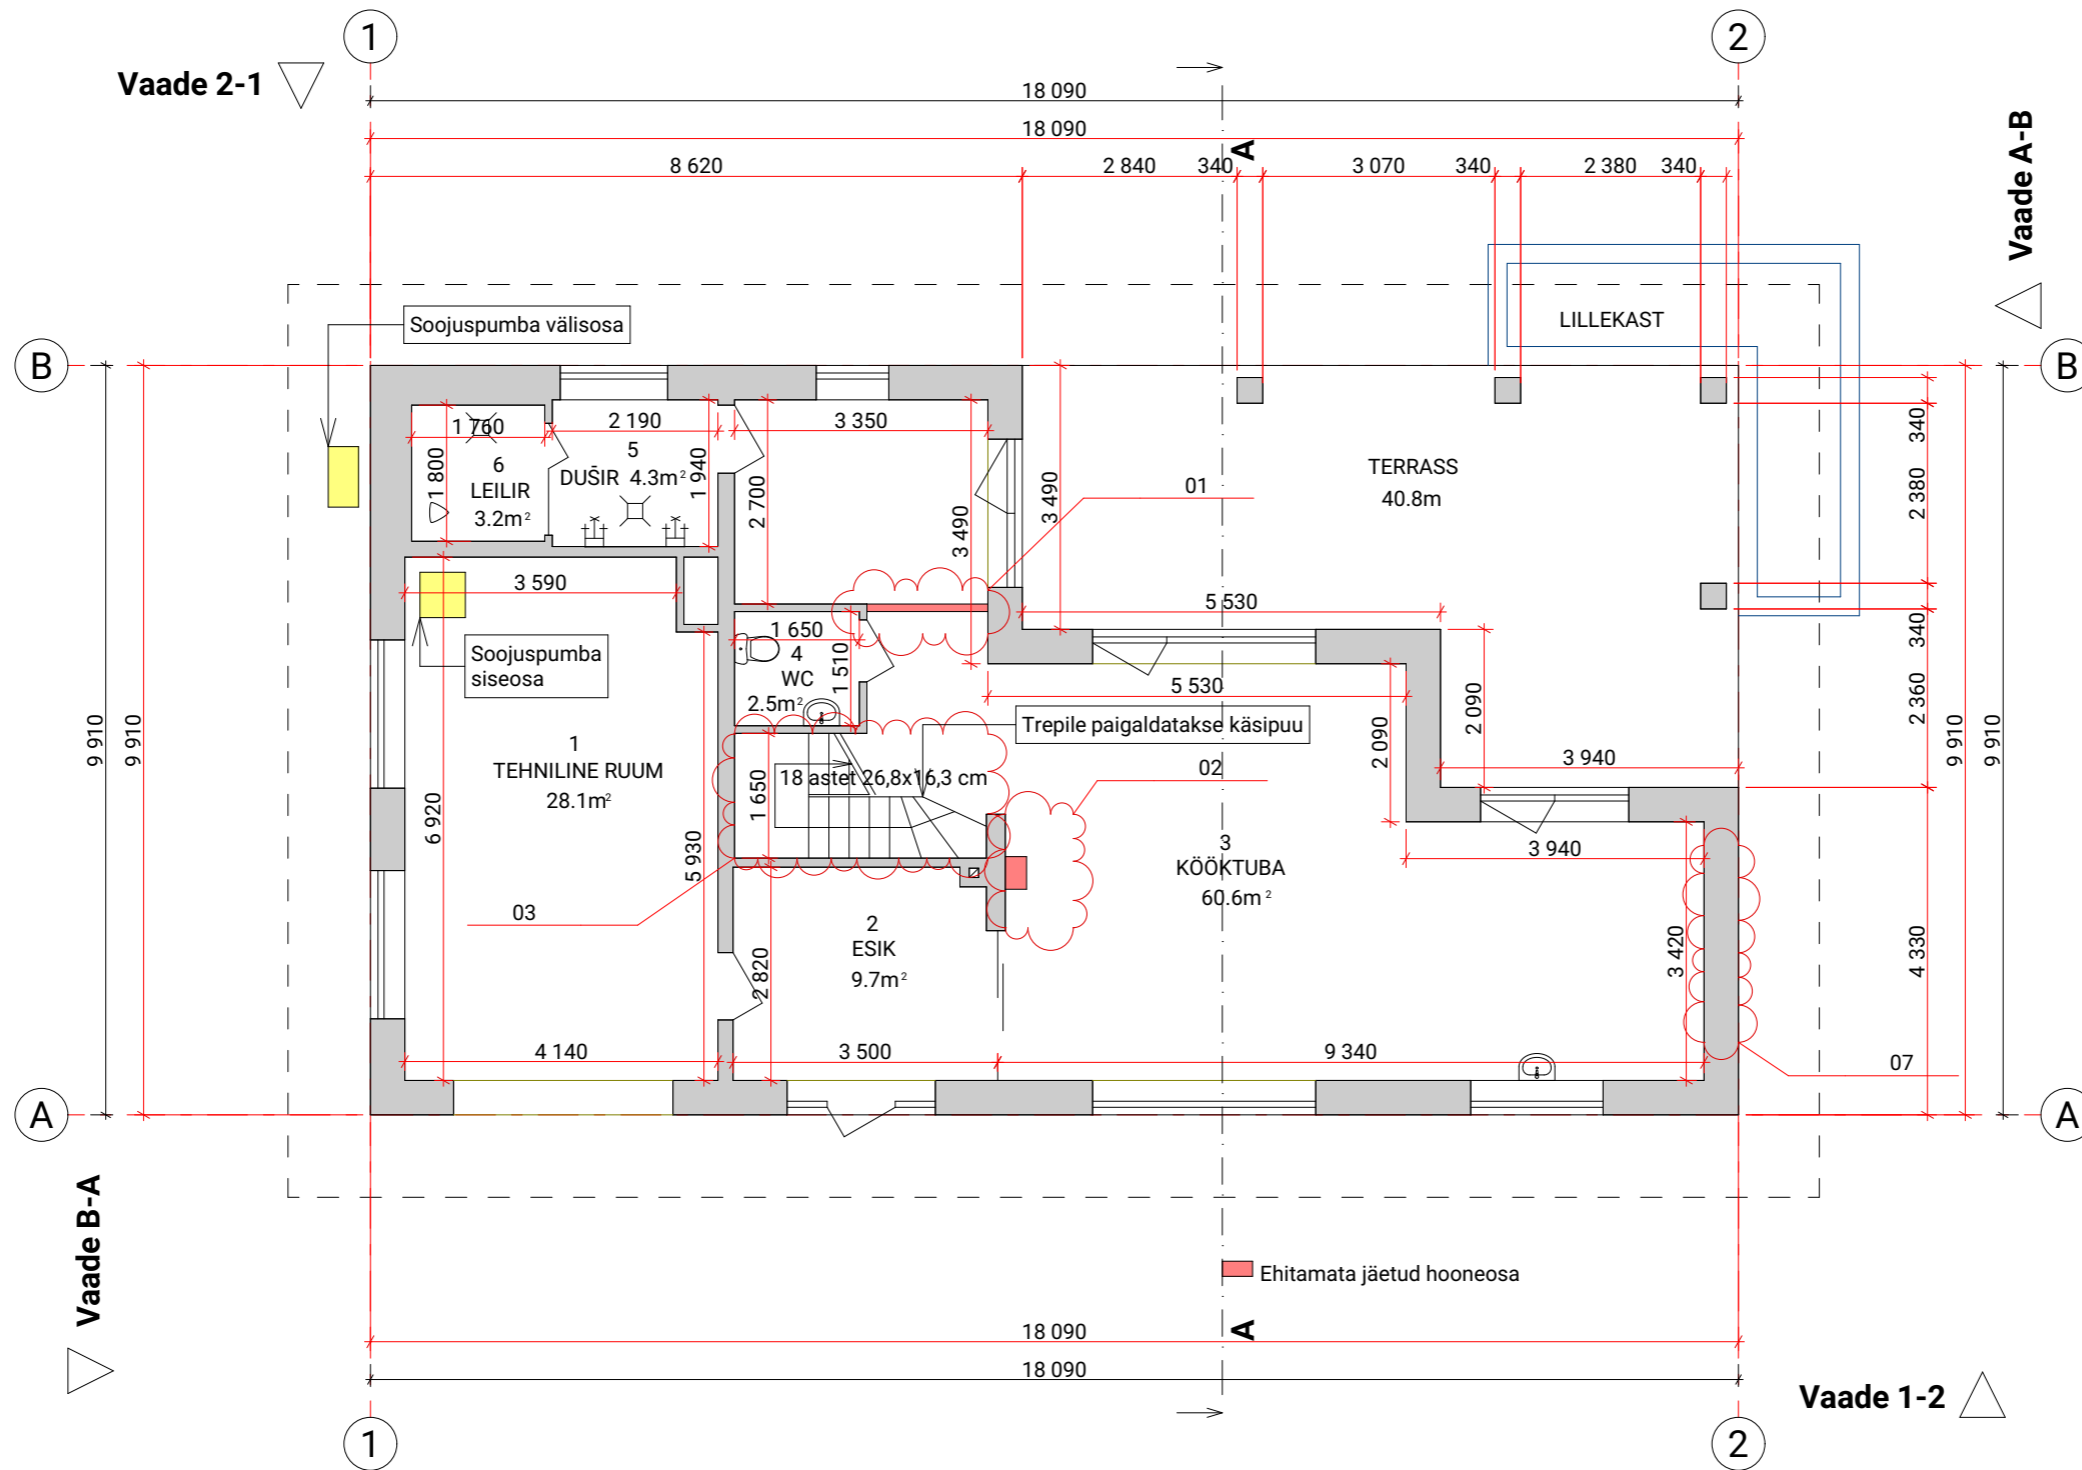 1
2
Vaade 2-1
18 090
18 090
A
Vaade A-B
8 620
2 840
340
3 070
340
2 380
340
Soojuspumba välisosa
LILLEKAST
B
B
1 760
2 190
3 350
6
LEILIR
3.2m²
1 800
5
DUŠIR 4.3m²
1 940
2 700
3 490
3 490
01
TERRASS
40.8m
340
2 380
340
2 360
4 330
9 910
9 910
9 910
9 910
3 590
Soojuspumba
siseosa
1 650
4
WC
2.5m²
1 510
5 530
5 530
2 090
2 090
3 940
3 940
Trepile paigaldatakse käsipuu
02
1
TEHNILINE RUUM
28.1m²
6 920
5 930
1 650
18 astet 26,8x16,3 cm
03
2
ESIK
9.7m²
2 820
3
KÖÖKTUBA
60.6m²
3 420
4 140
3 500
9 340
07
A
A
Vaade B-A
Ehitamata jäetud hooneosa
A
18 090
18 090
Vaade 1-2
1
2